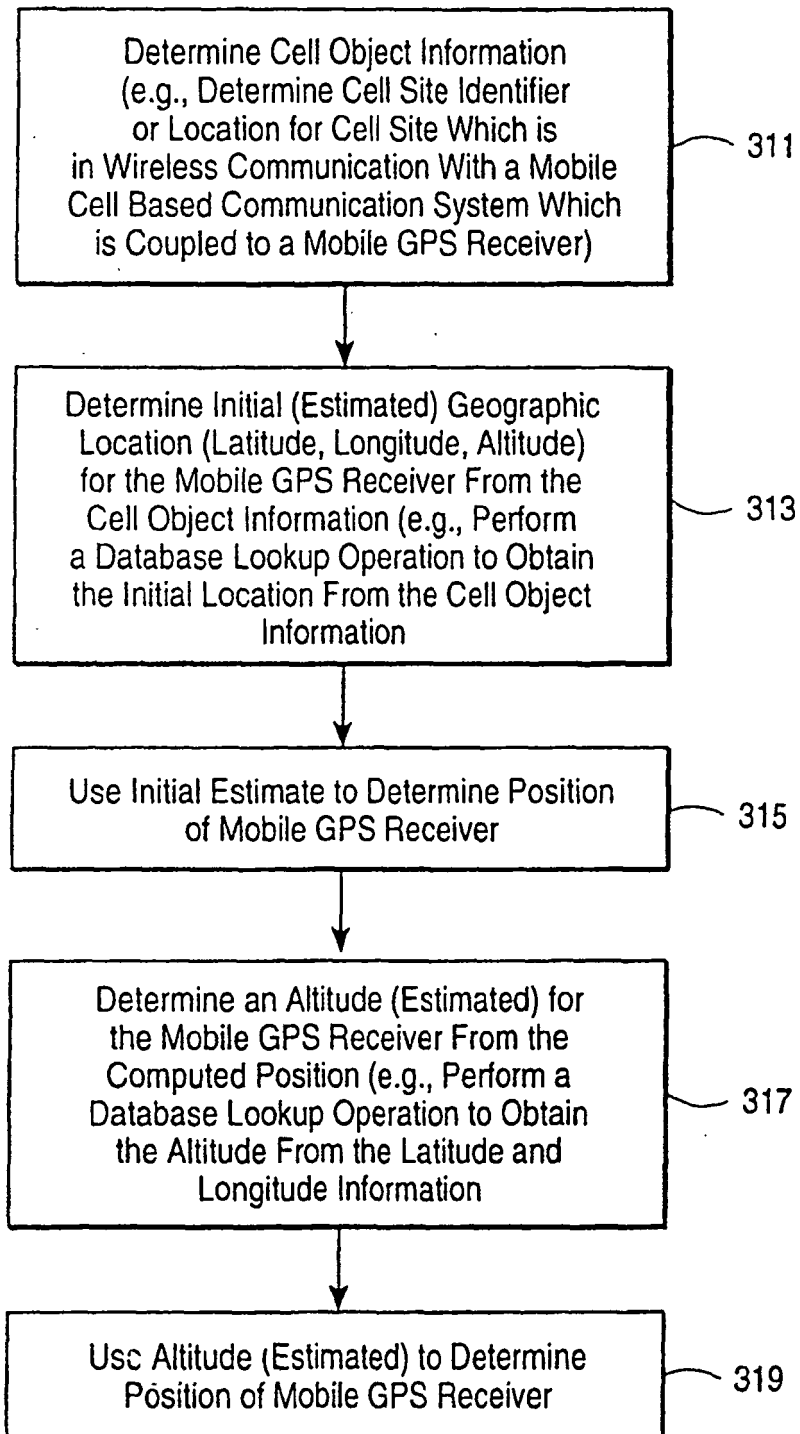 Determine Cell Object Information
(e.g., Determine Cell Site Identifier
or Location for Cell Site Which is
in Wireless Communication With a Mobile
Cell Based Communication System Which
is Coupled to a Mobile GPS Receiver)
311
Determine Initial (Estimated) Geographic
Location (Latitude, Longitude, Altitude)
for the Mobile GPS Receiver From the
Cell Object Information (e.g., Perform
a Database Lookup Operation to Obtain
the Initial Location From the Cell Object
Information
313
Use Initial Estimate to Determine Position
of Mobile GPS Receiver
315
Determine an Altitude (Estimated) for
the Mobile GPS Receiver From the
Computed Position (e.g., Perform a
Database Lookup Operation to Obtain
the Altitude From the Latitude and
Longitude Information
317
Use Altitude (Estimated) to Determine
Position of Mobile GPS Receiver
319